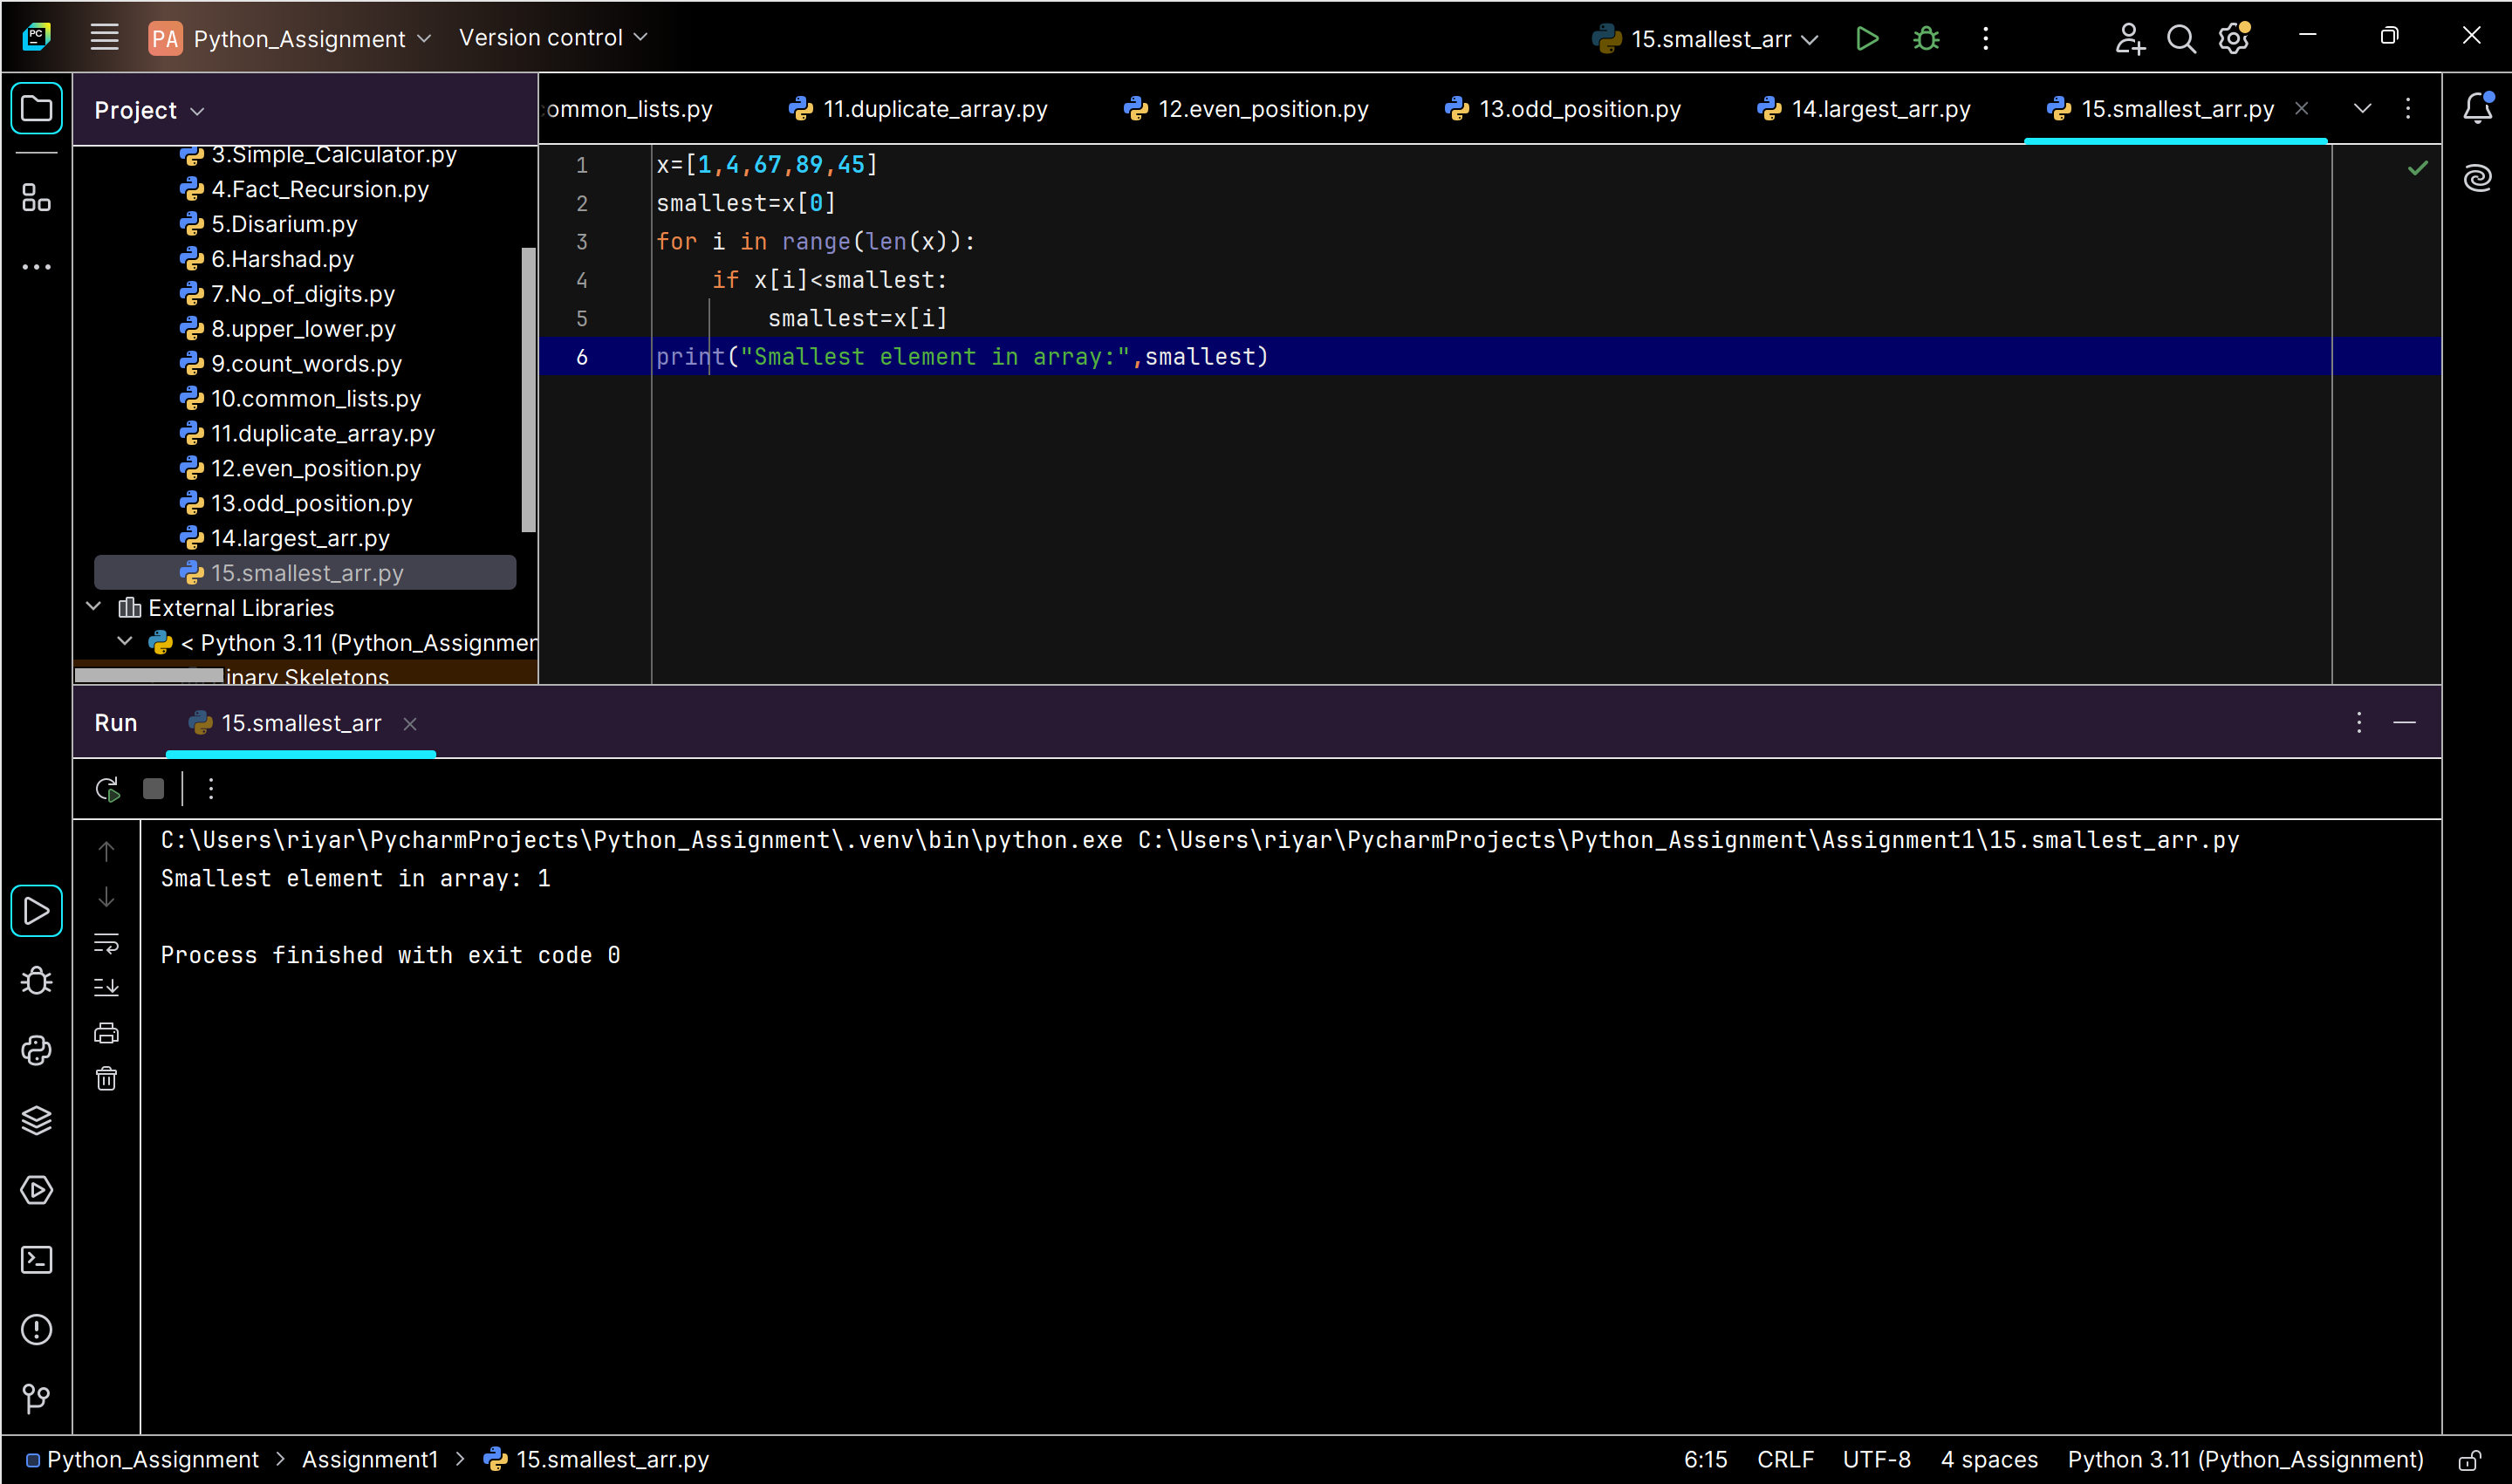 PC
PA Python_Assignment Version control 15.smallest_arr
Project
3.Simple_Calculator.py
4.Fact_Recursion.py
5.Disarium.py
6.Harshad.py
7.No_of_digits.py
8.upper_lower.py
9.count_words.py
10.common_lists.py
11.duplicate_array.py
12.even_position.py
13.odd_position.py
14.largest_arr.py
15.smallest_arr.py
External Libraries
< Python 3.11 (Python_Assignmen
inary Skeletons
ommon_lists.py 11.duplicate_array.py 12.even_position.py 13.odd_position.py 14.largest_arr.py 15.smallest_arr.py
1 x=[1,4,67,89,45]
2 smallest=x[0]
3 for i in range(len(x)):
4 if x[i]<smallest:
5 smallest=x[i]
6 print("Smallest element in array:",smallest)
Run 15.smallest_arr
C:\Users\riyar\PycharmProjects\Python_Assignment\.venv\bin\python.exe C:\Users\riyar\PycharmProjects\Python_Assignment\Assignment1\15.smallest_arr.py
Smallest element in array: 1
Process finished with exit code 0
Python_Assignment > Assignment1 > 15.smallest_arr.py 6:15 CRLF UTF-8 4 spaces Python 3.11 (Python_Assignment)